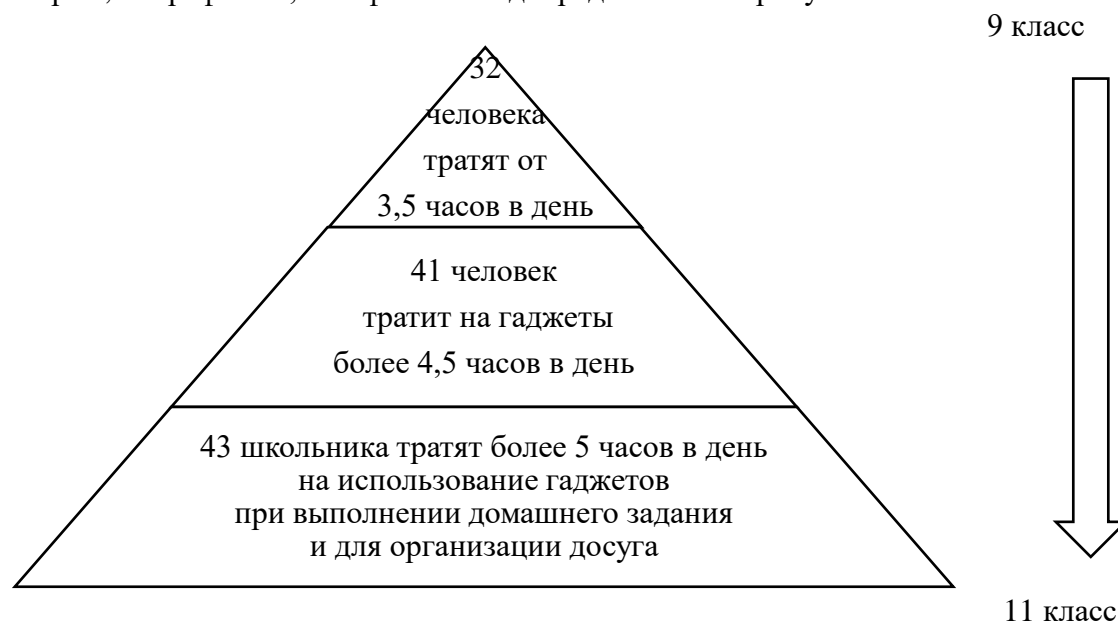 9 класс
32
человека
тратят от
3,5 часов в день
41 человек
тратит на гаджеты
более 4,5 часов в день
43 школьника тратят более 5 часов в день
на использование гаджетов
при выполнении домашнего задания
и для организации досуга
11 класс